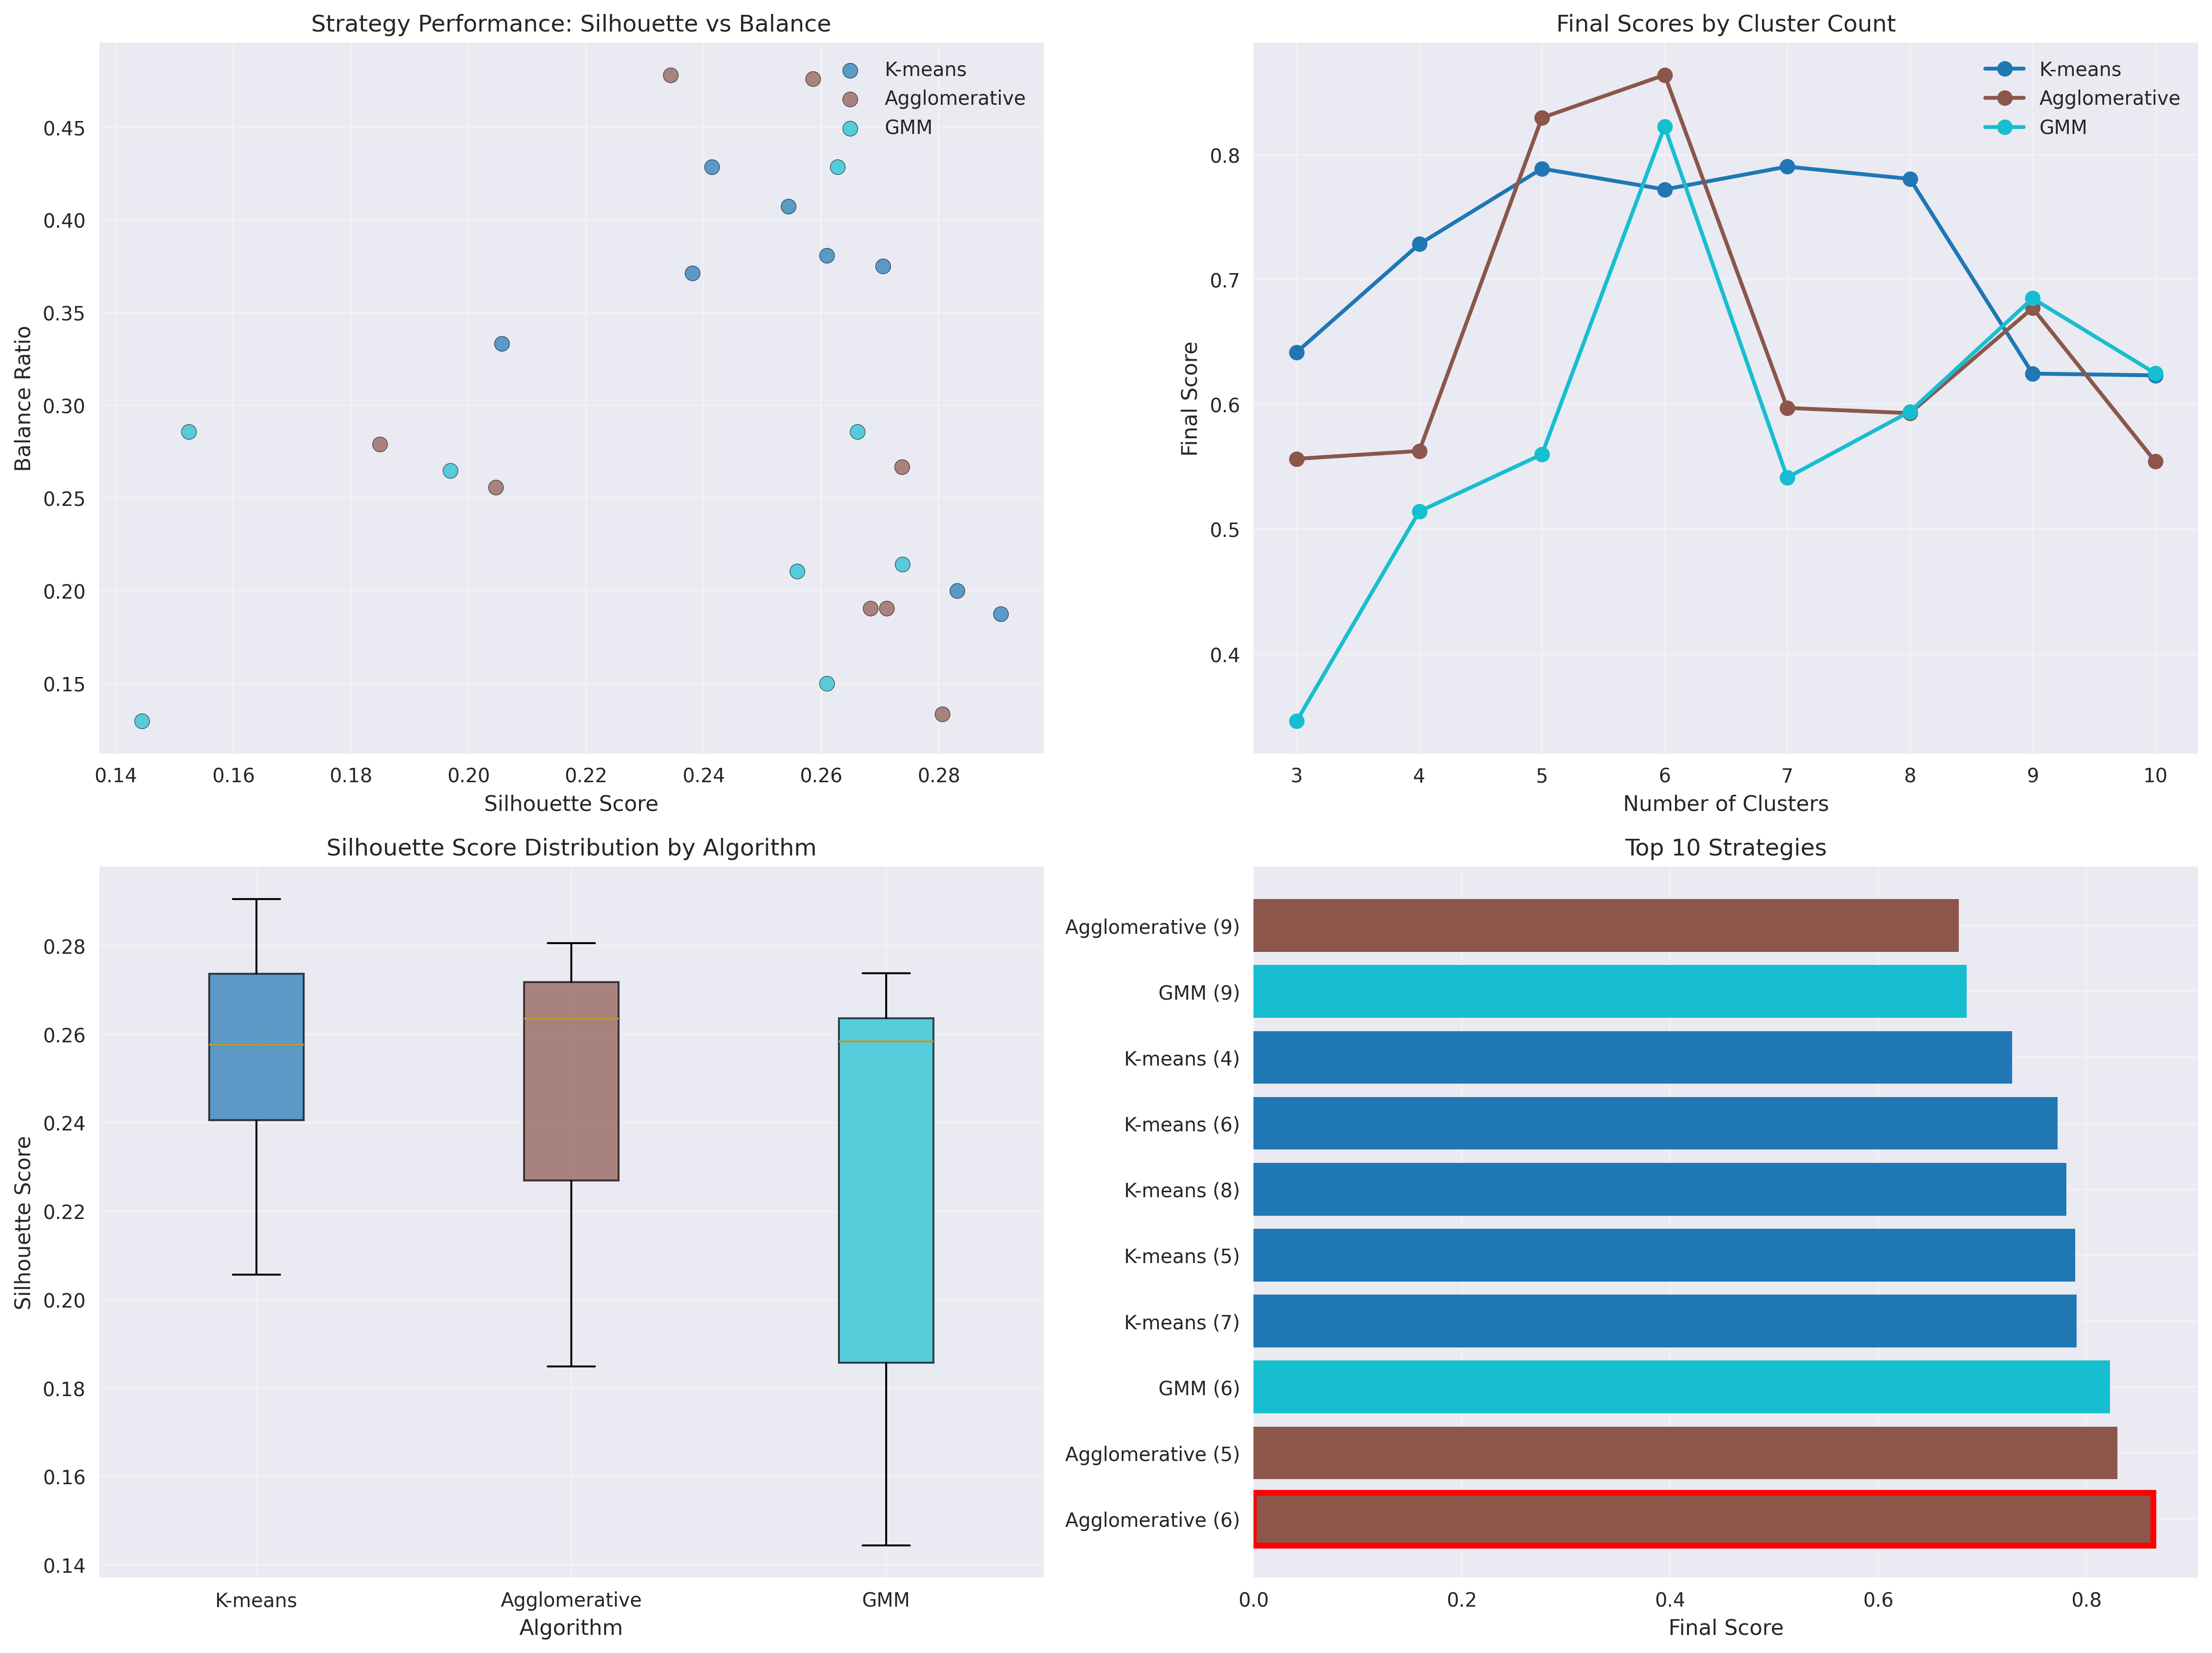 Strategy Performance: Silhouette vs Balance
K-means
Agglomerative
GMM
0.45
0.40
0.35
0.30
0.25
0.20
0.15
Balance Ratio
0.14 0.16 0.18 0.20 0.22 0.24 0.26 0.28
Silhouette Score
Final Scores by Cluster Count
K-means
Agglomerative
GMM
0.8
0.7
0.6
0.5
0.4
Final Score
3 4 5 6 7 8 9 10
Number of Clusters
Silhouette Score Distribution by Algorithm
0.28
0.26
0.24
0.22
0.20
0.18
0.16
0.14
Silhouette Score
K-means Agglomerative GMM
Algorithm
Top 10 Strategies
Agglomerative (9)
GMM (9)
K-means (4)
K-means (6)
K-means (8)
K-means (5)
K-means (7)
GMM (6)
Agglomerative (5)
Agglomerative (6)
0.0 0.2 0.4 0.6 0.8
Final Score